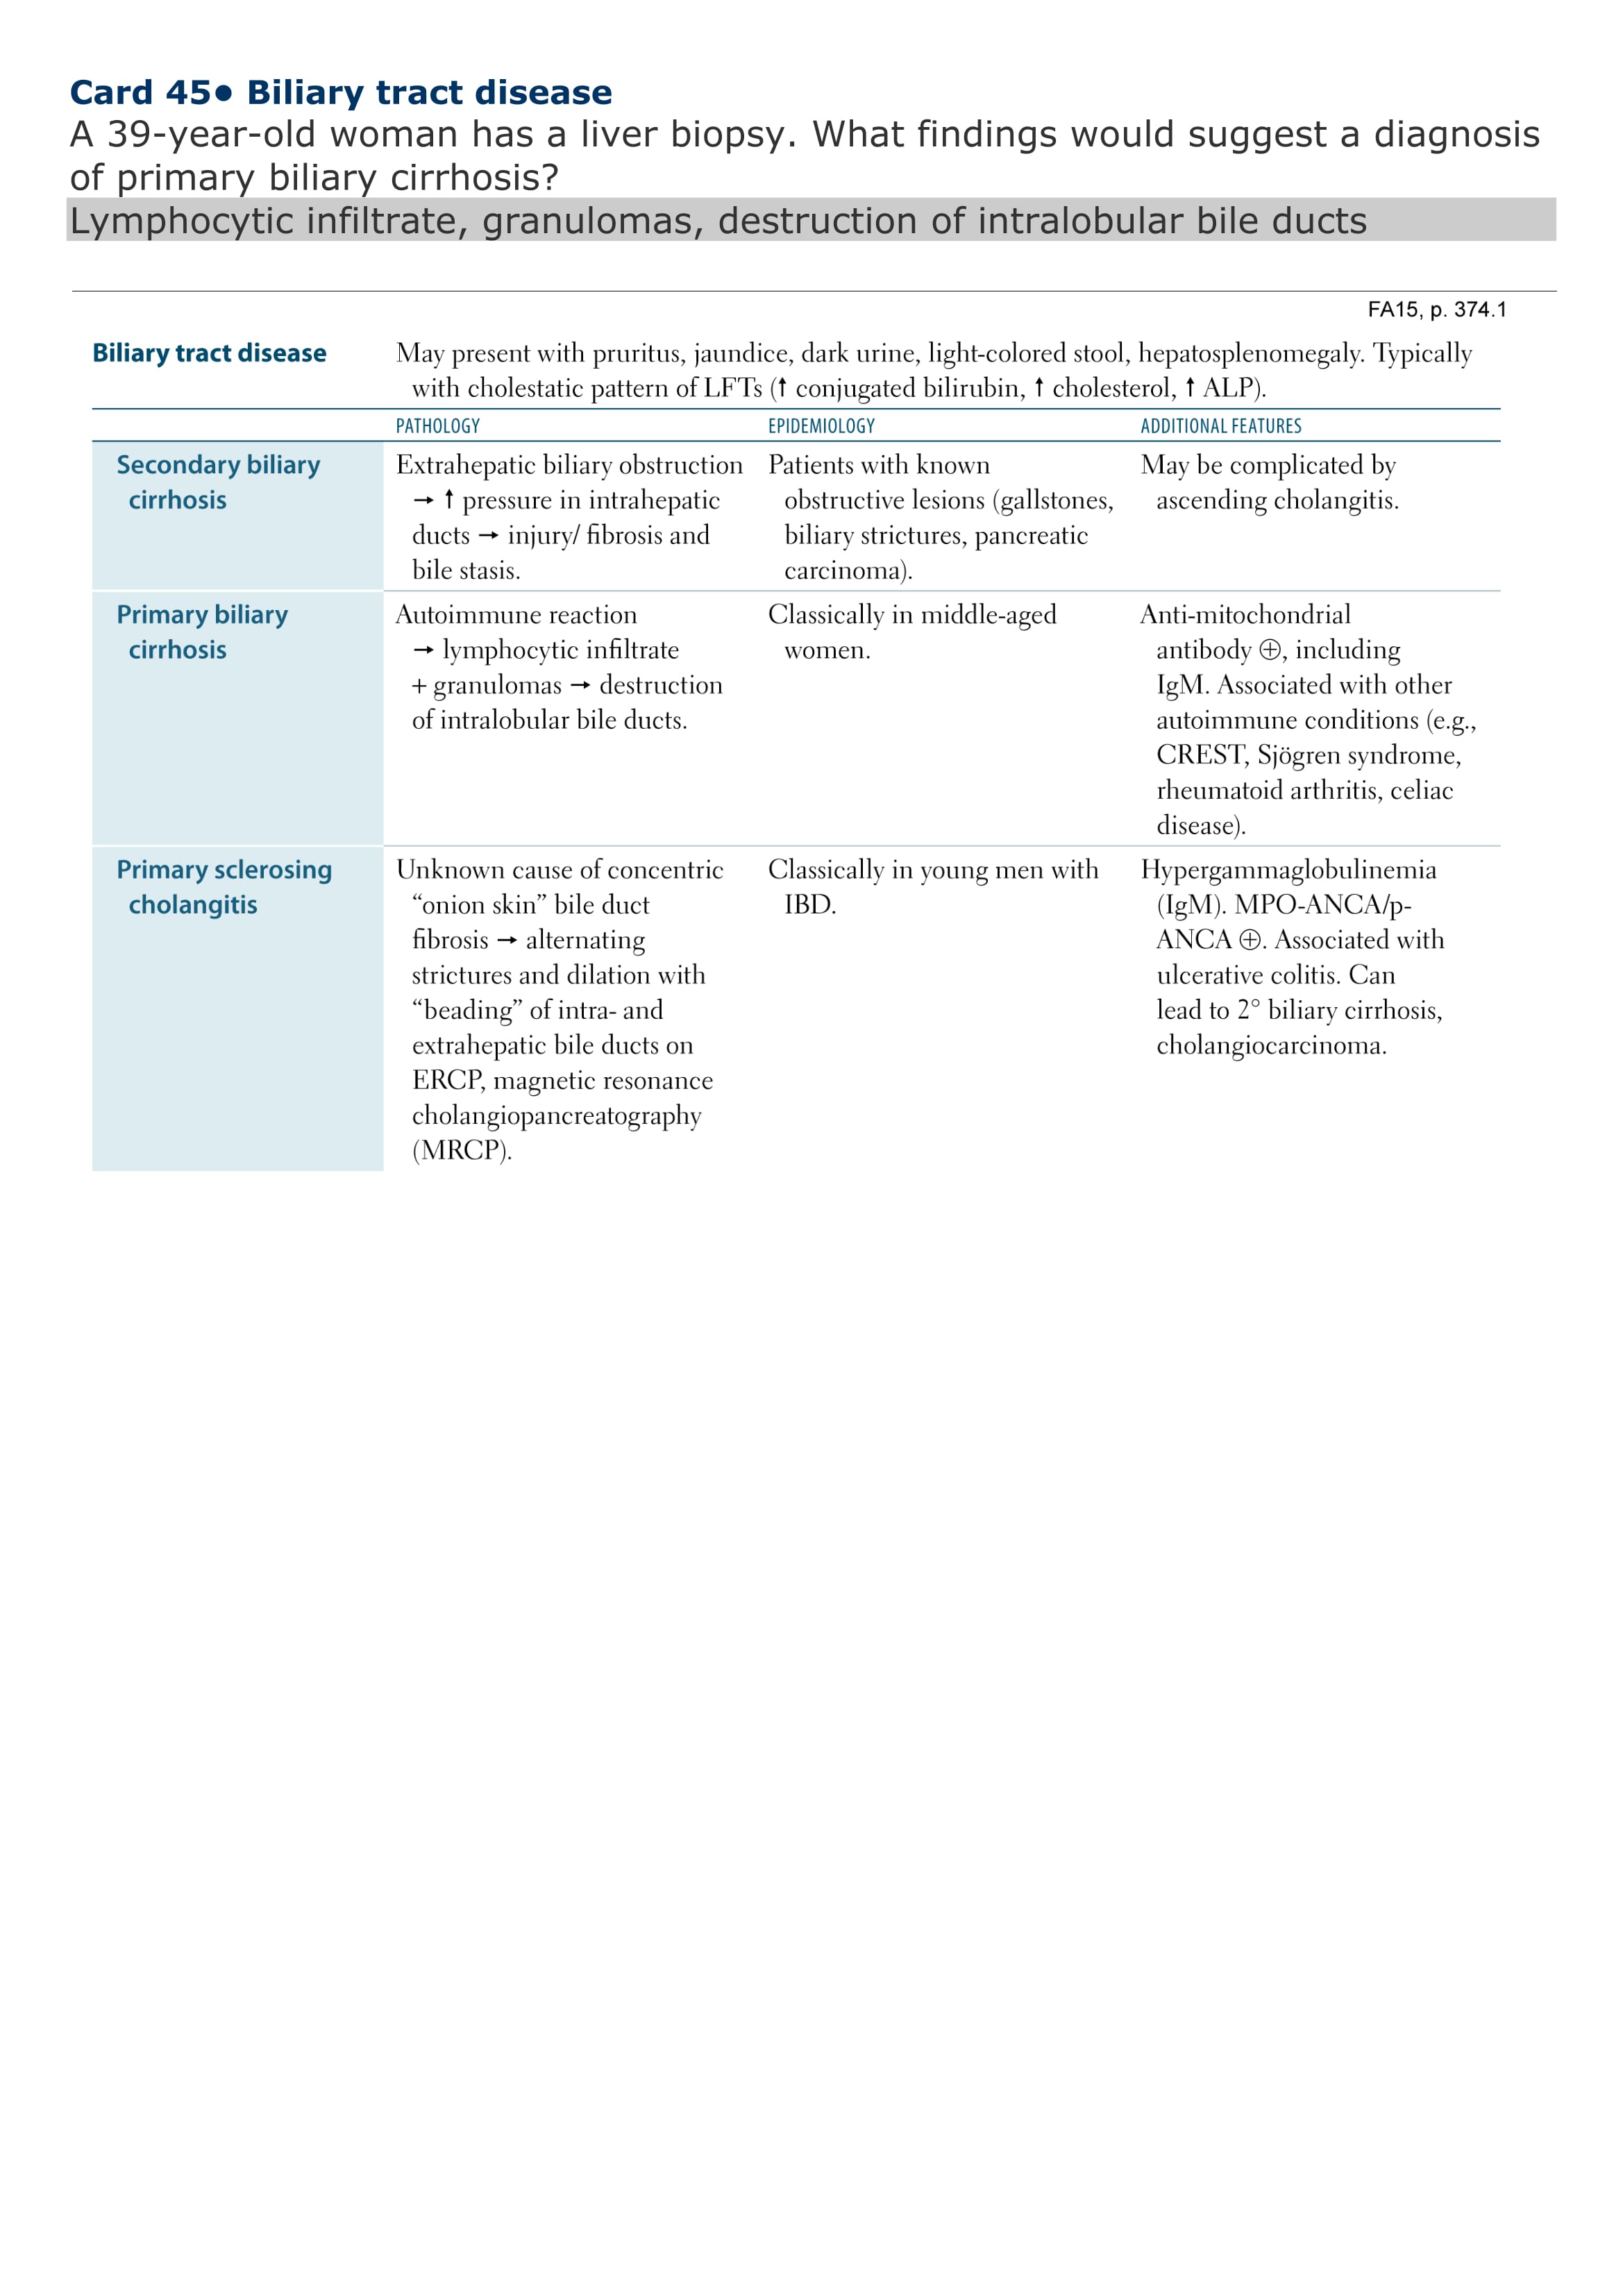 Card 45● Biliary tract disease
A 39-year-old woman has a liver biopsy. What findings would suggest a diagnosis
of primary biliary cirrhosis?
Lymphocytic infiltrate, granulomas, destruction of intralobular bile ducts
FA15, p. 374.1
Biliary tract disease
May present with pruritus, jaundice, dark urine, light-colored stool, hepatosplenomegaly. Typically
with cholestatic pattern of LFTs (↑ conjugated bilirubin, ↑ cholesterol, ↑ ALP).
PATHOLOGY
EPIDEMIOLOGY
ADDITIONAL FEATURES
Secondary biliary
cirrhosis
Extrahepatic biliary obstruction
→ ↑ pressure in intrahepatic
ducts → injury/ fibrosis and
bile stasis.
Patients with known
obstructive lesions (gallstones,
biliary strictures, pancreatic
carcinoma).
May be complicated by
ascending cholangitis.
Primary biliary
cirrhosis
Autoimmune reaction
→ lymphocytic infiltrate
+ granulomas → destruction
of intralobular bile ducts.
Classically in middle-aged
women.
Anti-mitochondrial
antibody ⊕, including
IgM. Associated with other
autoimmune conditions (e.g.,
CREST, Sjögren syndrome,
rheumatoid arthritis, celiac
disease).
Primary sclerosing
cholangitis
Unknown cause of concentric
“onion skin” bile duct
fibrosis → alternating
strictures and dilation with
“beading” of intra- and
extrahepatic bile ducts on
ERCP, magnetic resonance
cholangiopancreatography
(MRCP).
Classically in young men with
IBD.
Hypergammaglobulinemia
(IgM). MPO-ANCA/p-
ANCA ⊕. Associated with
ulcerative colitis. Can
lead to 2° biliary cirrhosis,
cholangiocarcinoma.